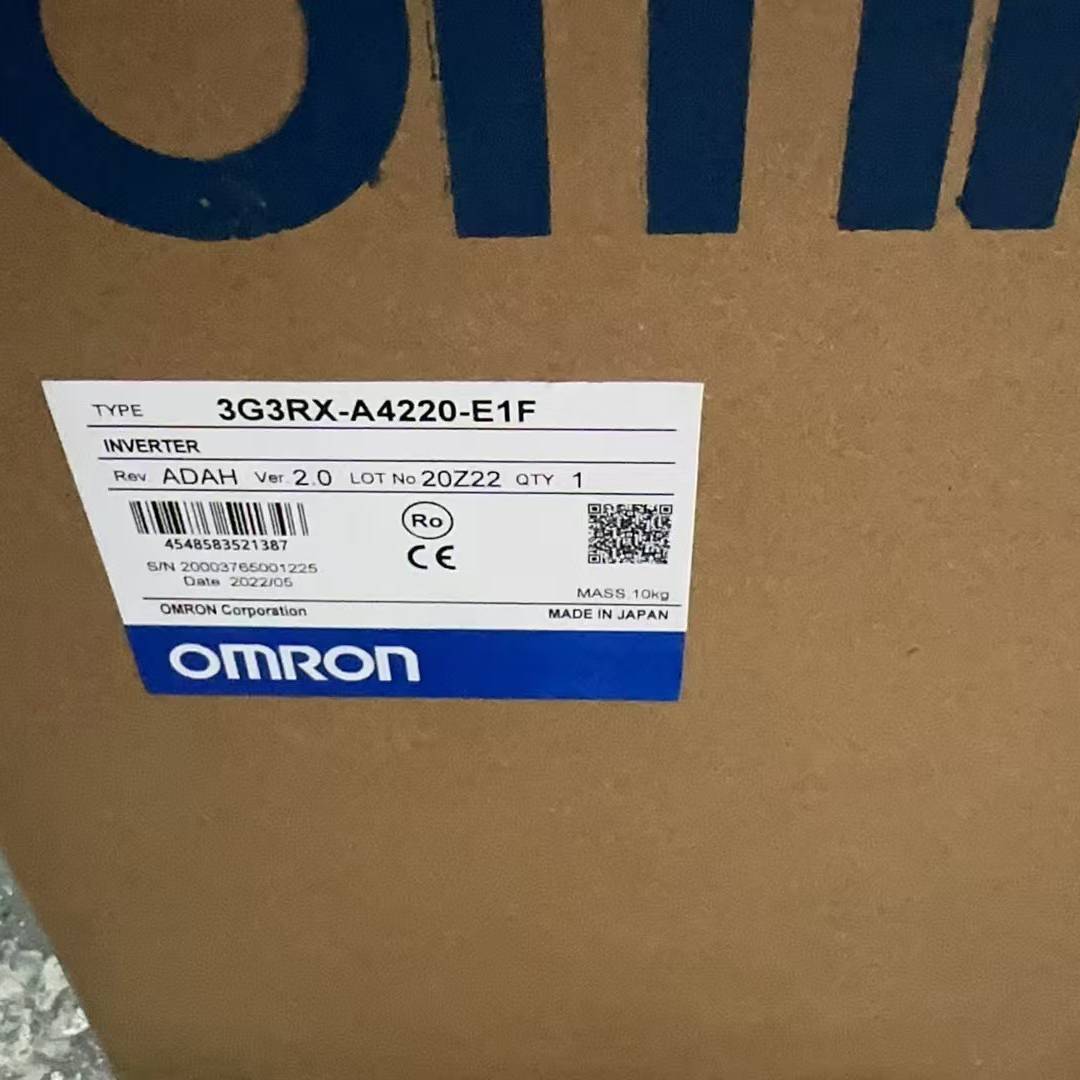 omr
TYPE 3G3RX-A4220-E1F
INVERTER
Rev. ADAH Ver. 2.0 LOT No 20Z22 QTY 1
Ro
4548583521387
CE
S/N 20003765001225
Date 2022/05
MASS 10kg
OMRON Corporation
MADE IN JAPAN
OMRON